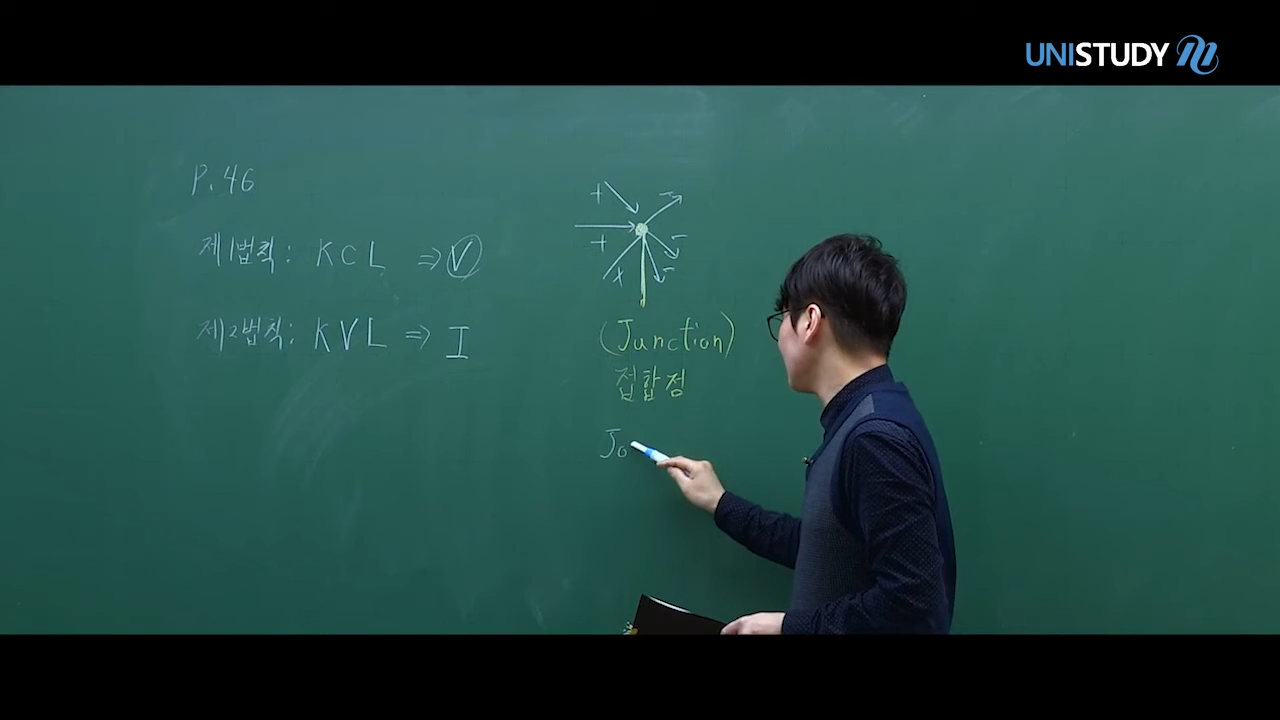 UNISTUDY
P. 46
제1법칙: KCL ⇒ V
제2법칙: KVL ⇒ I
+ -
+ -
+ -
(Junction)
접합점
Jo